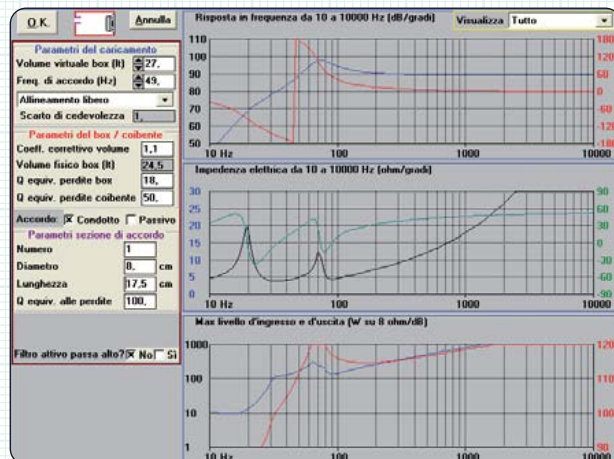 O.K.
Annulla
Parametri del caricamento
Volume virtuale box (lt) 27,
Freq. di accordo (Hz) 49,
Allineamento libero
Scarto di cedevolezza 1,
Parametri del box / coibente
Coeff. correttivo volume 1,1
Volume fisico box (lt) 24,5
Q equiv. perdite box 18,
Q equiv. perdite coibente 50,
Accordo: Condotto Passivo
Parametri sezione di accordo
Numero 1
Diametro 8, cm
Lunghezza 17,5 cm
Q equiv. alle perdite 100,
Filtro attivo passa alto? No Sì
Risposta in frequenza da 10 a 10000 Hz (dB/gradi)
Visualizza Tutto
110
100
90
80
70
60
50
180
120
60
0
-60
-120
-180
10 Hz 100 1000 10000
Impedenza elettrica da 10 a 10000 Hz (ohm/gradi)
30
25
20
15
10
5
0
90
60
30
0
-30
-60
-90
10 Hz 100 1000 10000
Max livello d'ingresso e d'uscita (W su 8 ohm/dB)
1000
100
10
1
120
110
100
90
10 Hz 100 1000 10000